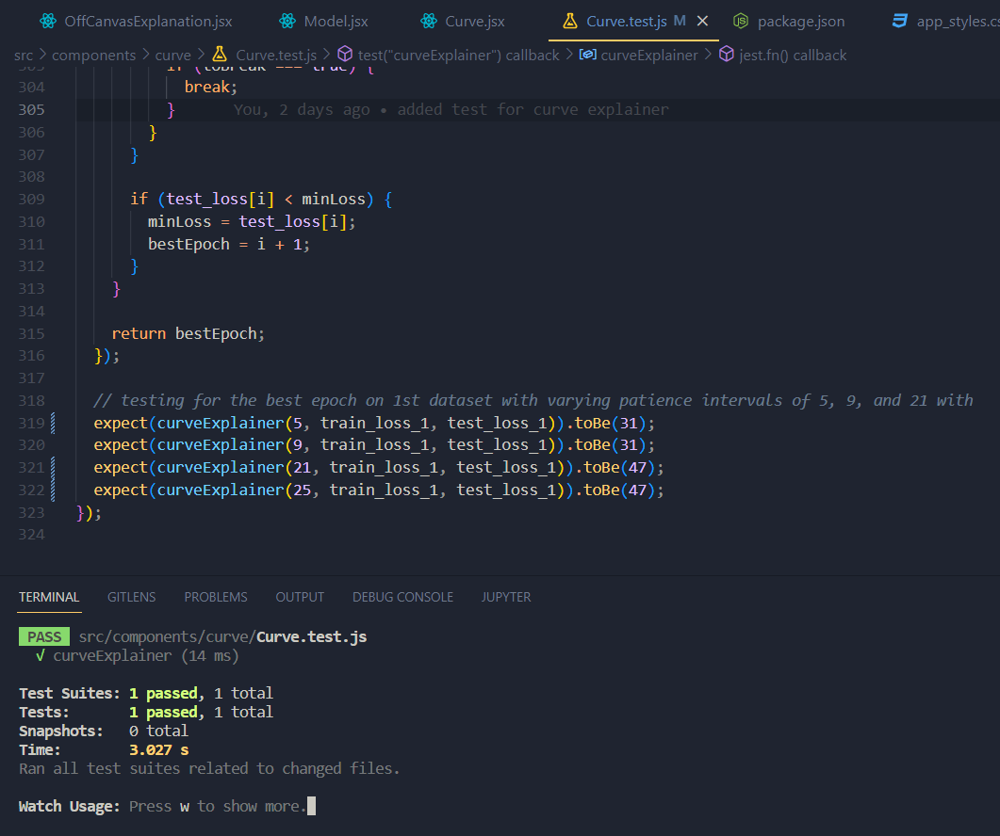 OffCanvasExplanation.jsx Model.jsx Curve.jsx Curve.test.js M × package.json app_styles.cs
src > components > curve > Curve.test.js > test("curveExplainer") callback > curveExplainer > jest.fn() callback
303 if (toBreak === true) {
304 break;
305 } You, 2 days ago • added test for curve explainer
306 }
307 }
308
309 if (test_loss[i] < minLoss) {
310 minLoss = test_loss[i];
311 bestEpoch = i + 1;
312 }
313 }
314
315 return bestEpoch;
316 });
317
318 // testing for the best epoch on 1st dataset with varying patience intervals of 5, 9, and 21 with
319 expect(curveExplainer(5, train_loss_1, test_loss_1)).toBe(31);
320 expect(curveExplainer(9, train_loss_1, test_loss_1)).toBe(31);
321 expect(curveExplainer(21, train_loss_1, test_loss_1)).toBe(47);
322 expect(curveExplainer(25, train_loss_1, test_loss_1)).toBe(47);
323 });
324
TERMINAL GITLENS PROBLEMS OUTPUT DEBUG CONSOLE JUPYTER
PASS src/components/curve/Curve.test.js
√ curveExplainer (14 ms)
Test Suites: 1 passed, 1 total
Tests: 1 passed, 1 total
Snapshots: 0 total
Time: 3.027 s
Ran all test suites related to changed files.
Watch Usage: Press w to show more.